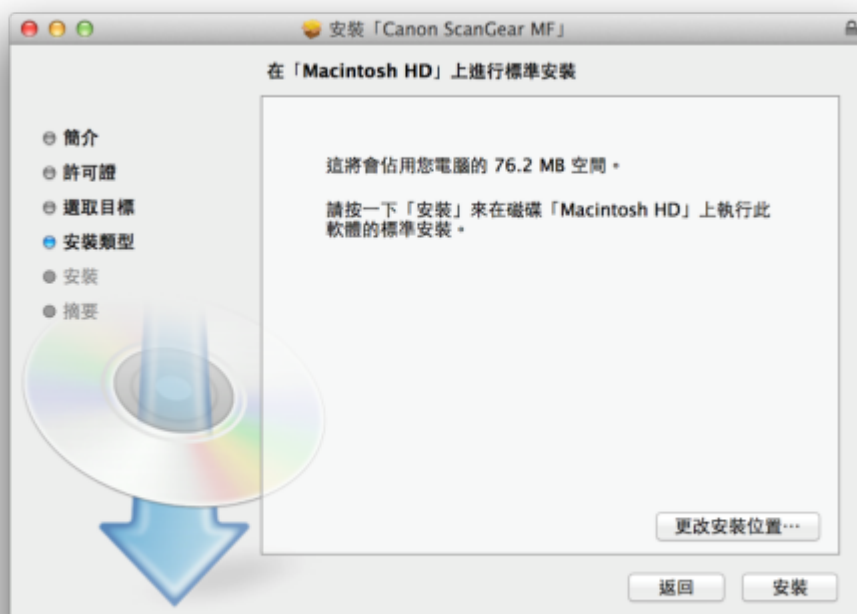 安裝「Canon ScanGear MF」
在「Macintosh HD」上進行標準安裝
簡介
許可證
選取目標
安裝類型
安裝
摘要
這將會佔用您電腦的 76.2 MB 空間。
請按一下「安裝」來在磁碟「Macintosh HD」上執行此
軟體的標準安裝。
更改安裝位置⋯
返回
安裝